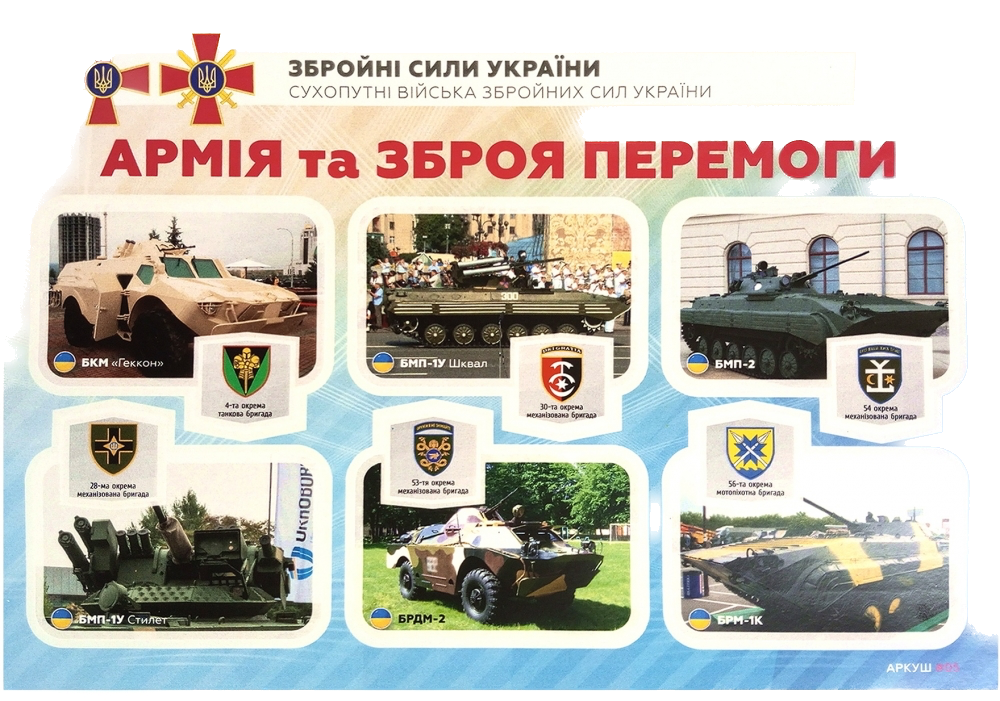 ЗБРОЙНІ СИЛИ УКРАЇНИ
СУХОПУТНІ ВІЙСЬКА ЗБРОЙНИХ СИЛ УКРАЇНИ
АРМІЯ та ЗБРОЯ ПЕРЕМОГИ
БКМ «Геккон»
4-та окрема
танкова бригада
БМП-1У Шквал
30-та окрема
механізована бригада
БМП-2
54 окрема
механізована бригада
28-ма окрема
механізована бригада
БМП-1У Стилет
53-тя окрема
механізована бригада
БРДМ-2
56-та окрема
мотопіхотна бригада
БРМ-1К
АРКУШ